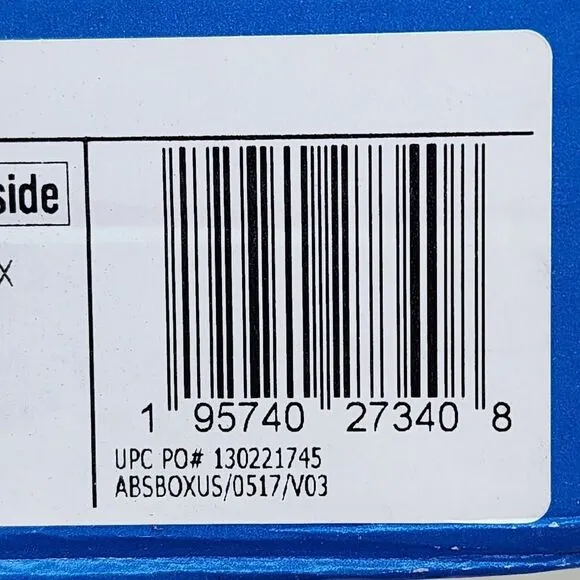 side
X
1 95740 27340 8
UPC PO# 130221745
ABSBOXUS/0517/V03